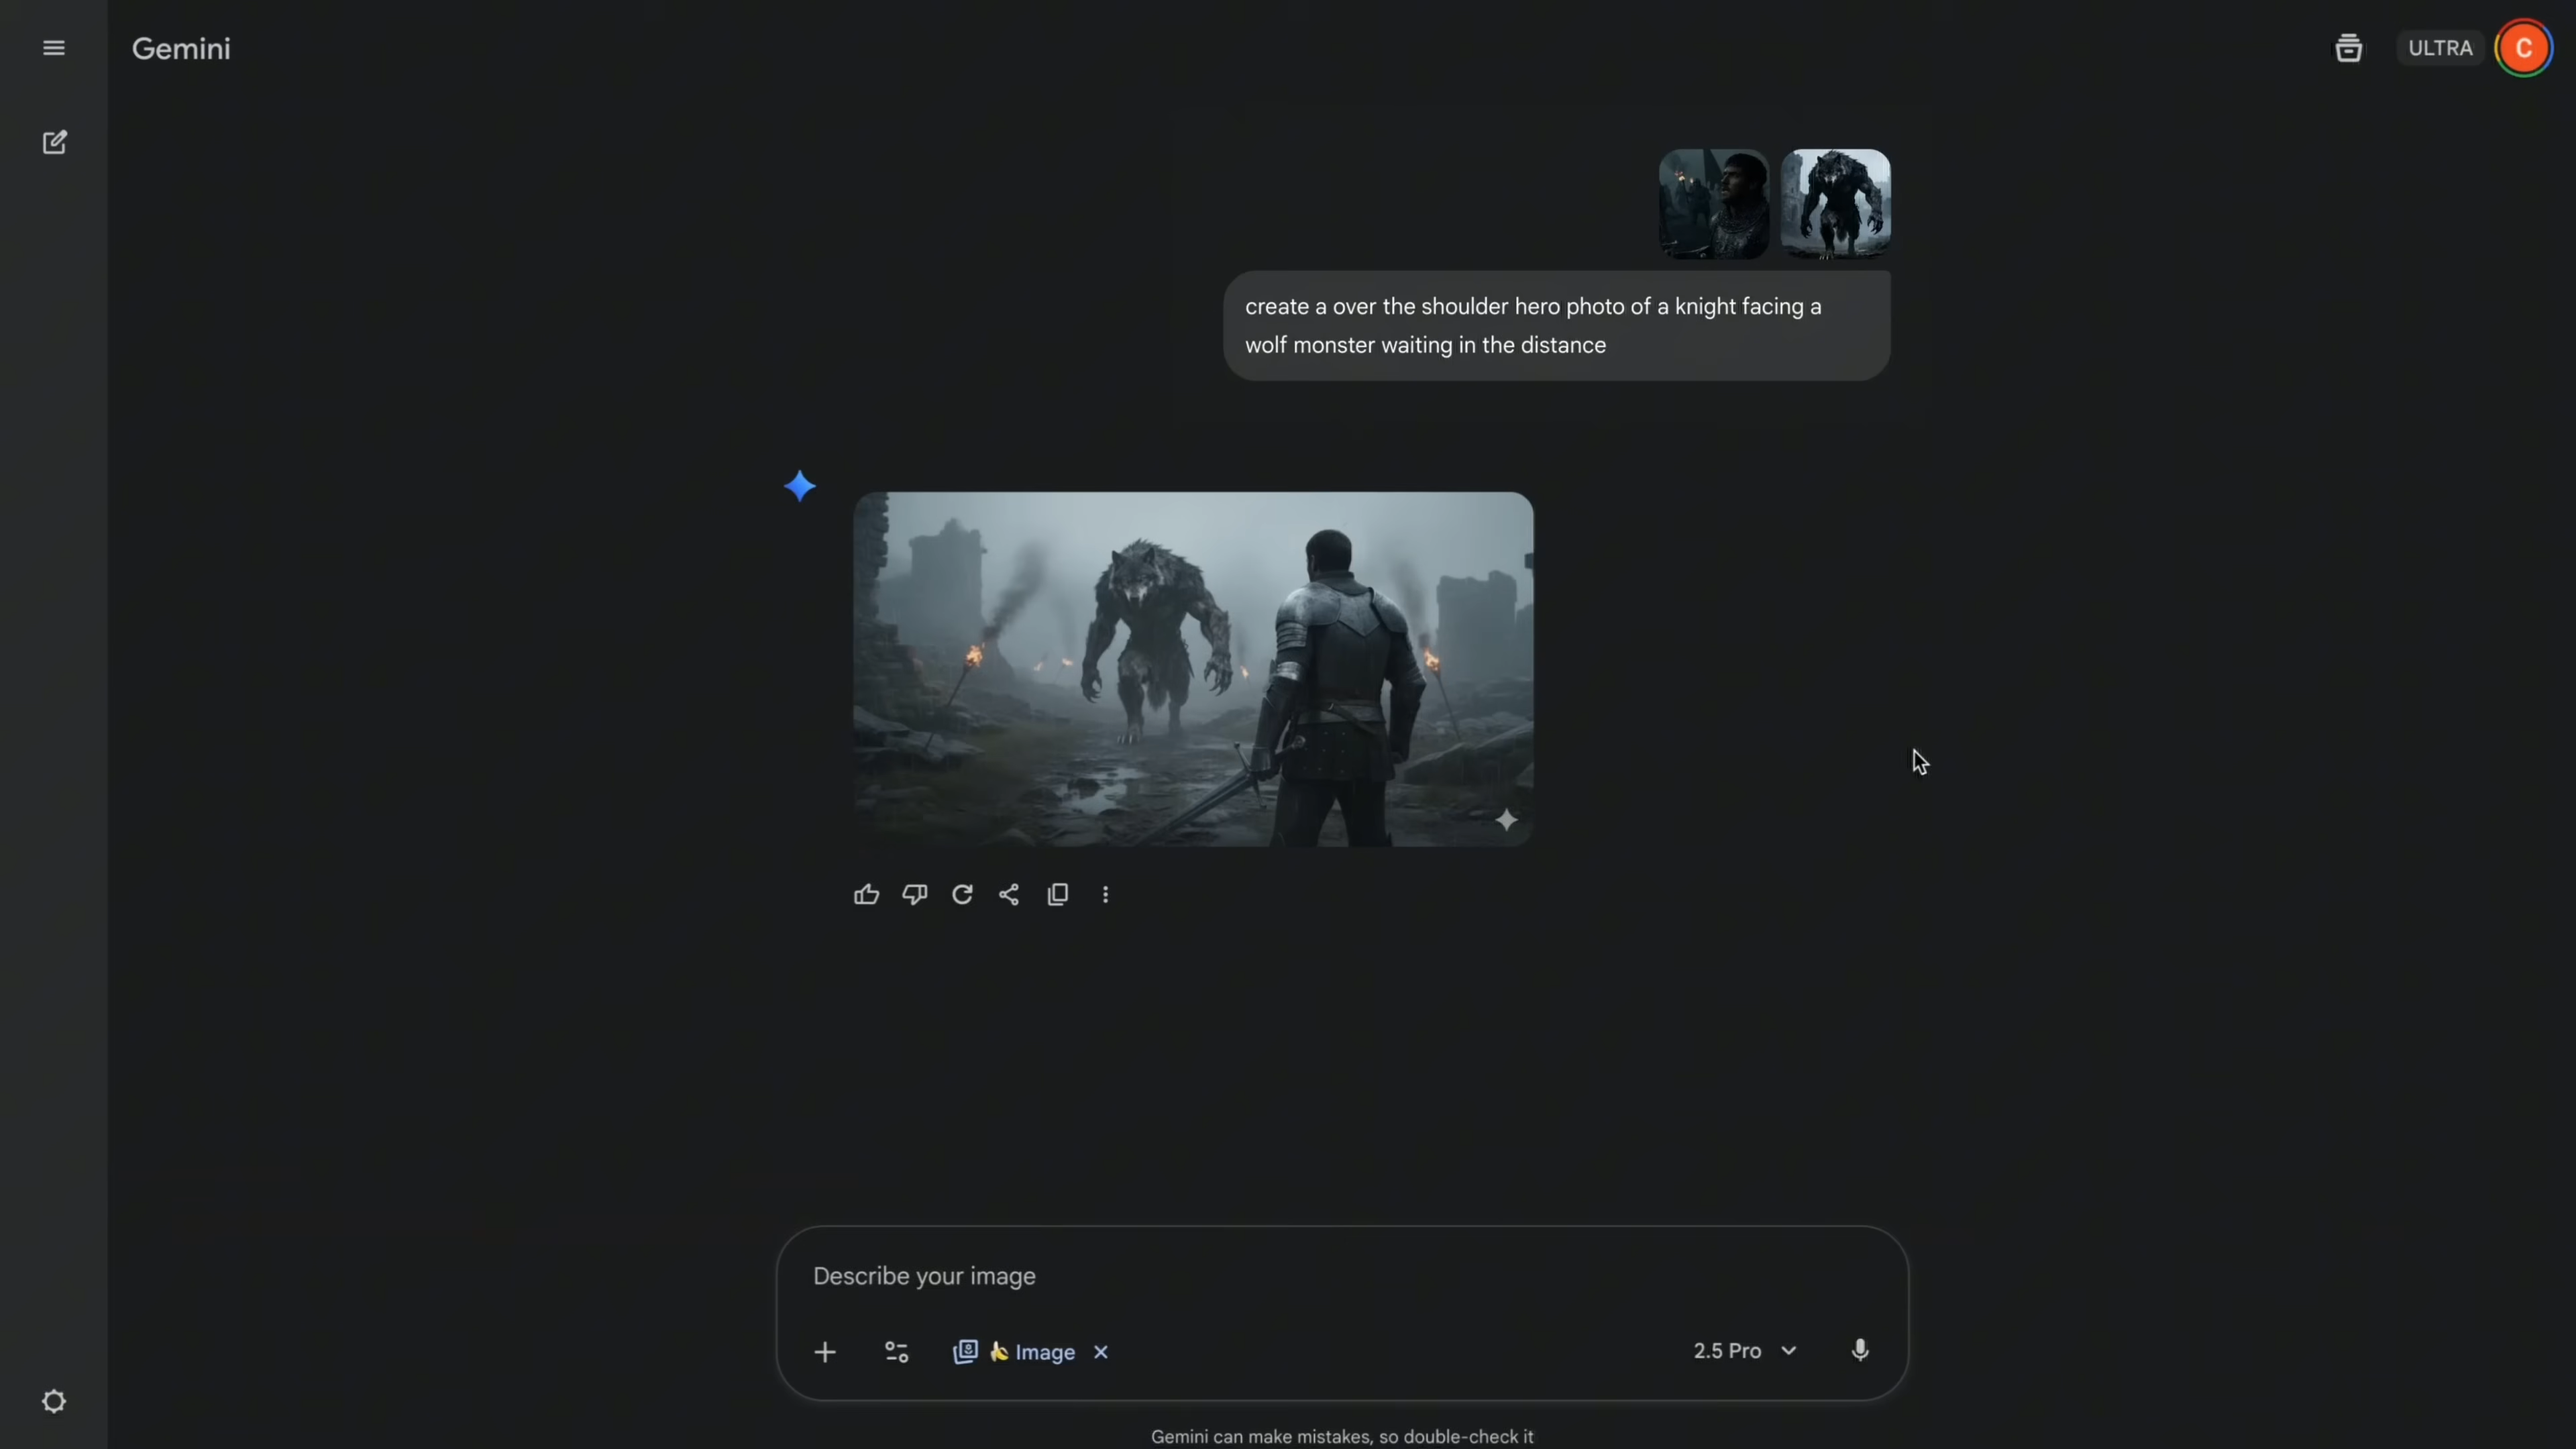 Gemini
ULTRA
C
create a over the shoulder hero photo of a knight facing a
wolf monster waiting in the distance
Describe your image
Image
2.5 Pro
Gemini can make mistakes, so double-check it